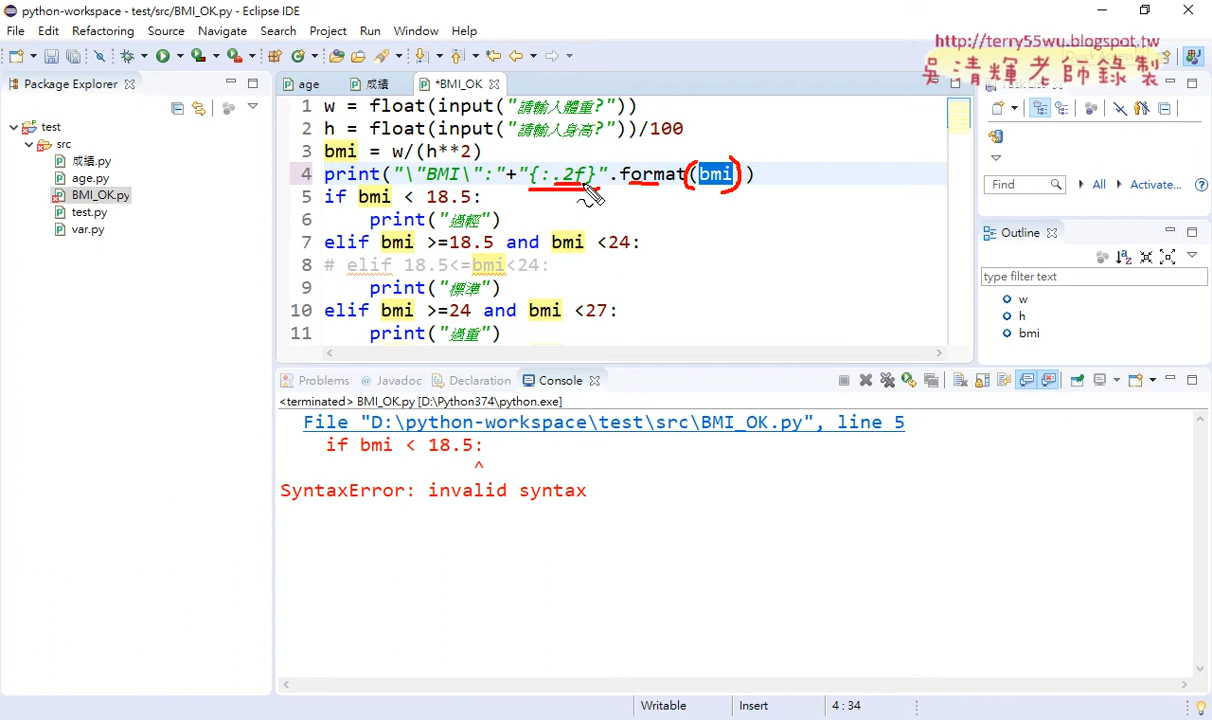 python-workspace - test/src/BMI_OK.py - Eclipse IDE
File Edit Refactoring Source Navigate Search Project Run Window Help
http://terry55wu.blogspot.tw
吳清輝老師錄製
Package Explorer
test
src
成績.py
age.py
BMI_OK.py
test.py
var.py
age 成績 *BMI_OK
1 w = float(input("請輸入體重?"))
2 h = float(input("請輸入身高?"))/100
3 bmi = w/(h**2)
4 print("\"BMI\":"+"{:.2f}".format(bmi ))
5 if bmi < 18.5:
6 print("過輕")
7 elif bmi >=18.5 and bmi <24:
8 # elif 18.5<=bmi<24:
9 print("標準")
10 elif bmi >=24 and bmi <27:
11 print("過重")
Find All Activate...
Outline
type filter text
w
h
bmi
Problems Javadoc Declaration Console
<terminated> BMI_OK.py [D:\Python374\python.exe]
File "D:\python-workspace\test\src\BMI_OK.py", line 5
if bmi < 18.5:
^
SyntaxError: invalid syntax
Writable Insert 4 : 34